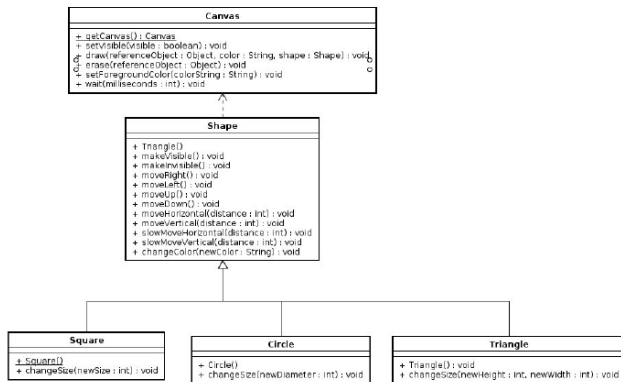 Canvas
+ getCanvas() : Canvas
+ setVisible(visible : boolean) : void
+ draw(referenceObject : Object, color : String, shape : Shape) : void
+ erase(referenceObject : Object) : void
+ setForegroundColor(colorString : String) : void
+ wait(milliseconds : int) : void
Shape
+ Triangle()
+ makeVisible() : void
+ makeInvisible() : void
+ moveRight() : void
+ moveLeft() : void
+ moveUp() : void
+ moveDown() : void
+ moveHorizontal(distance : int) : void
+ moveVertical(distance : int) : void
+ slowMoveHorizontal(distance : int) : void
+ slowMoveVertical(distance : int) : void
+ changeColor(newColor : String) : void
Square
+ Square()
+ changeSize(newSize : int) : void
Circle
+ Circle()
+ changeSize(newDiameter : int) : void
Triangle
+ Triangle() : void
+ changeSize(newHeight : int, newWidth : int) : void